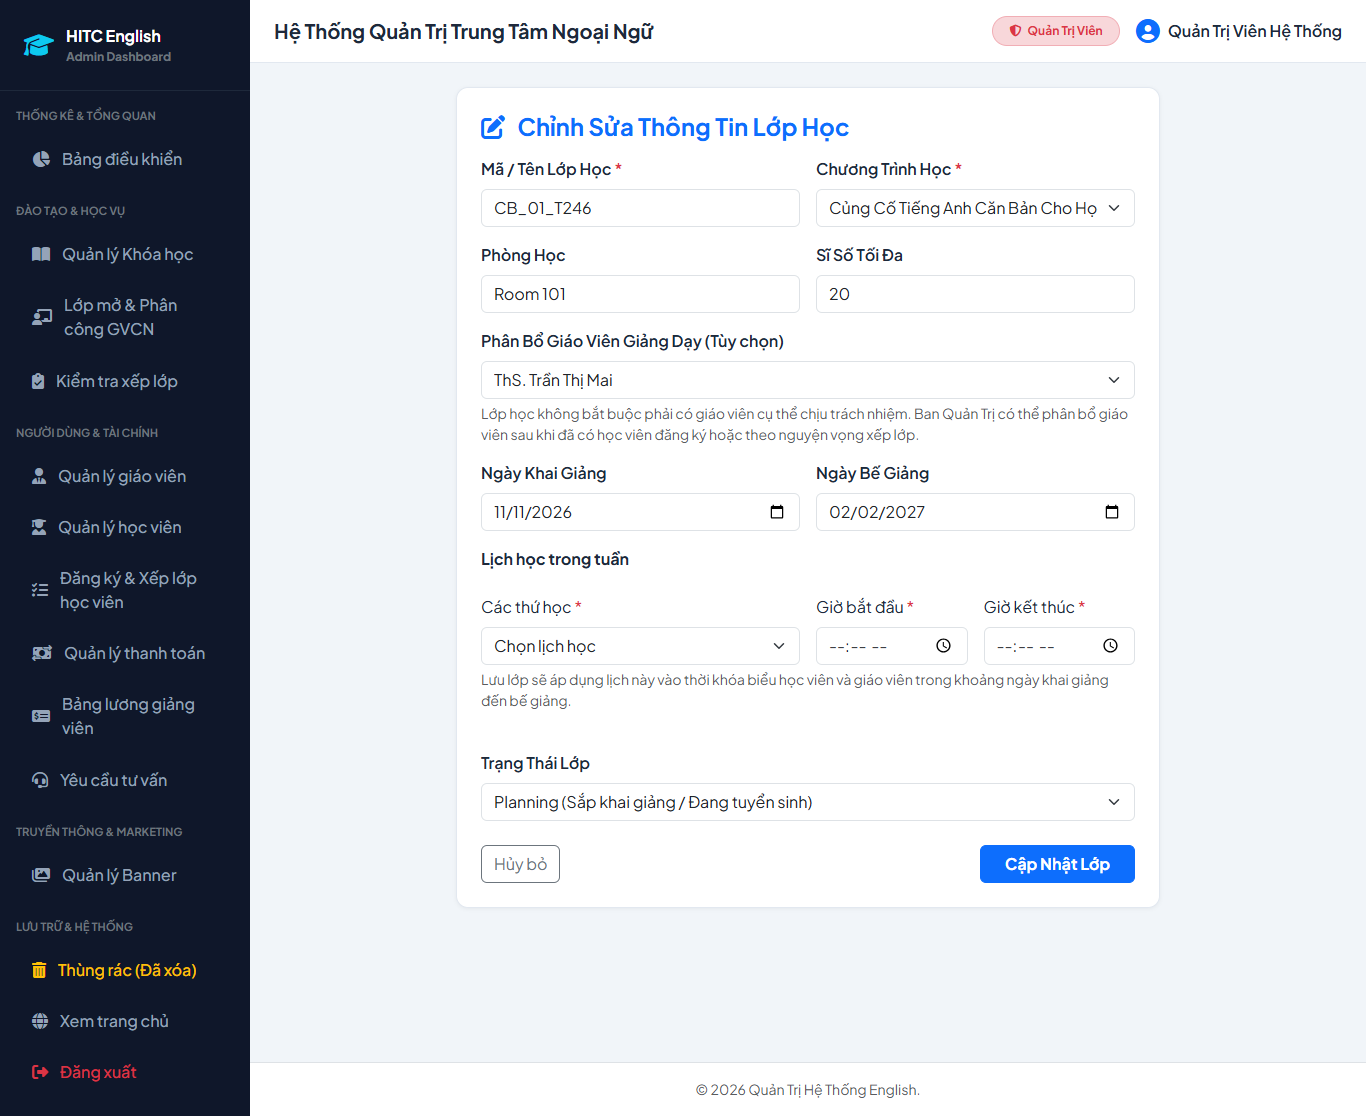 HITC English
Admin Dashboard
THỐNG KÊ & TỔNG QUAN
Bảng điều khiển
ĐÀO TẠO & HỌC VỤ
Quản lý Khóa học
Lớp mở & Phân
công GVCN
Kiểm tra xếp lớp
NGƯỜI DÙNG & TÀI CHÍNH
Quản lý giáo viên
Quản lý học viên
Đăng ký & Xếp lớp
học viên
Quản lý thanh toán
Bảng lương giảng
viên
Yêu cầu tư vấn
TRUYỀN THÔNG & MARKETING
Quản lý Banner
LƯU TRỮ & HỆ THỐNG
Thùng rác (Đã xóa)
Xem trang chủ
Đăng xuất
Hệ Thống Quản Trị Trung Tâm Ngoại Ngữ
Quản Trị Viên
Quản Trị Viên Hệ Thống
Chỉnh Sửa Thông Tin Lớp Học
Mã / Tên Lớp Học *
Chương Trình Học *
CB_01_T246
Củng Cố Tiếng Anh Căn Bản Cho Họ
Phòng Học
Sĩ Số Tối Đa
Room 101
20
Phân Bổ Giáo Viên Giảng Dạy (Tùy chọn)
ThS. Trần Thị Mai
Lớp học không bắt buộc phải có giáo viên cụ thể chịu trách nhiệm. Ban Quản Trị có thể phân bổ giáo
viên sau khi đã có học viên đăng ký hoặc theo nguyện vọng xếp lớp.
Ngày Khai Giảng
Ngày Bế Giảng
11/11/2026
02/02/2027
Lịch học trong tuần
Các thứ học *
Giờ bắt đầu *
Giờ kết thúc *
Chọn lịch học
--:-- --
--:-- --
Lưu lớp sẽ áp dụng lịch này vào thời khóa biểu học viên và giáo viên trong khoảng ngày khai giảng
đến bế giảng.
Trạng Thái Lớp
Planning (Sắp khai giảng / Đang tuyển sinh)
Hủy bỏ
Cập Nhật Lớp
© 2026 Quản Trị Hệ Thống English.